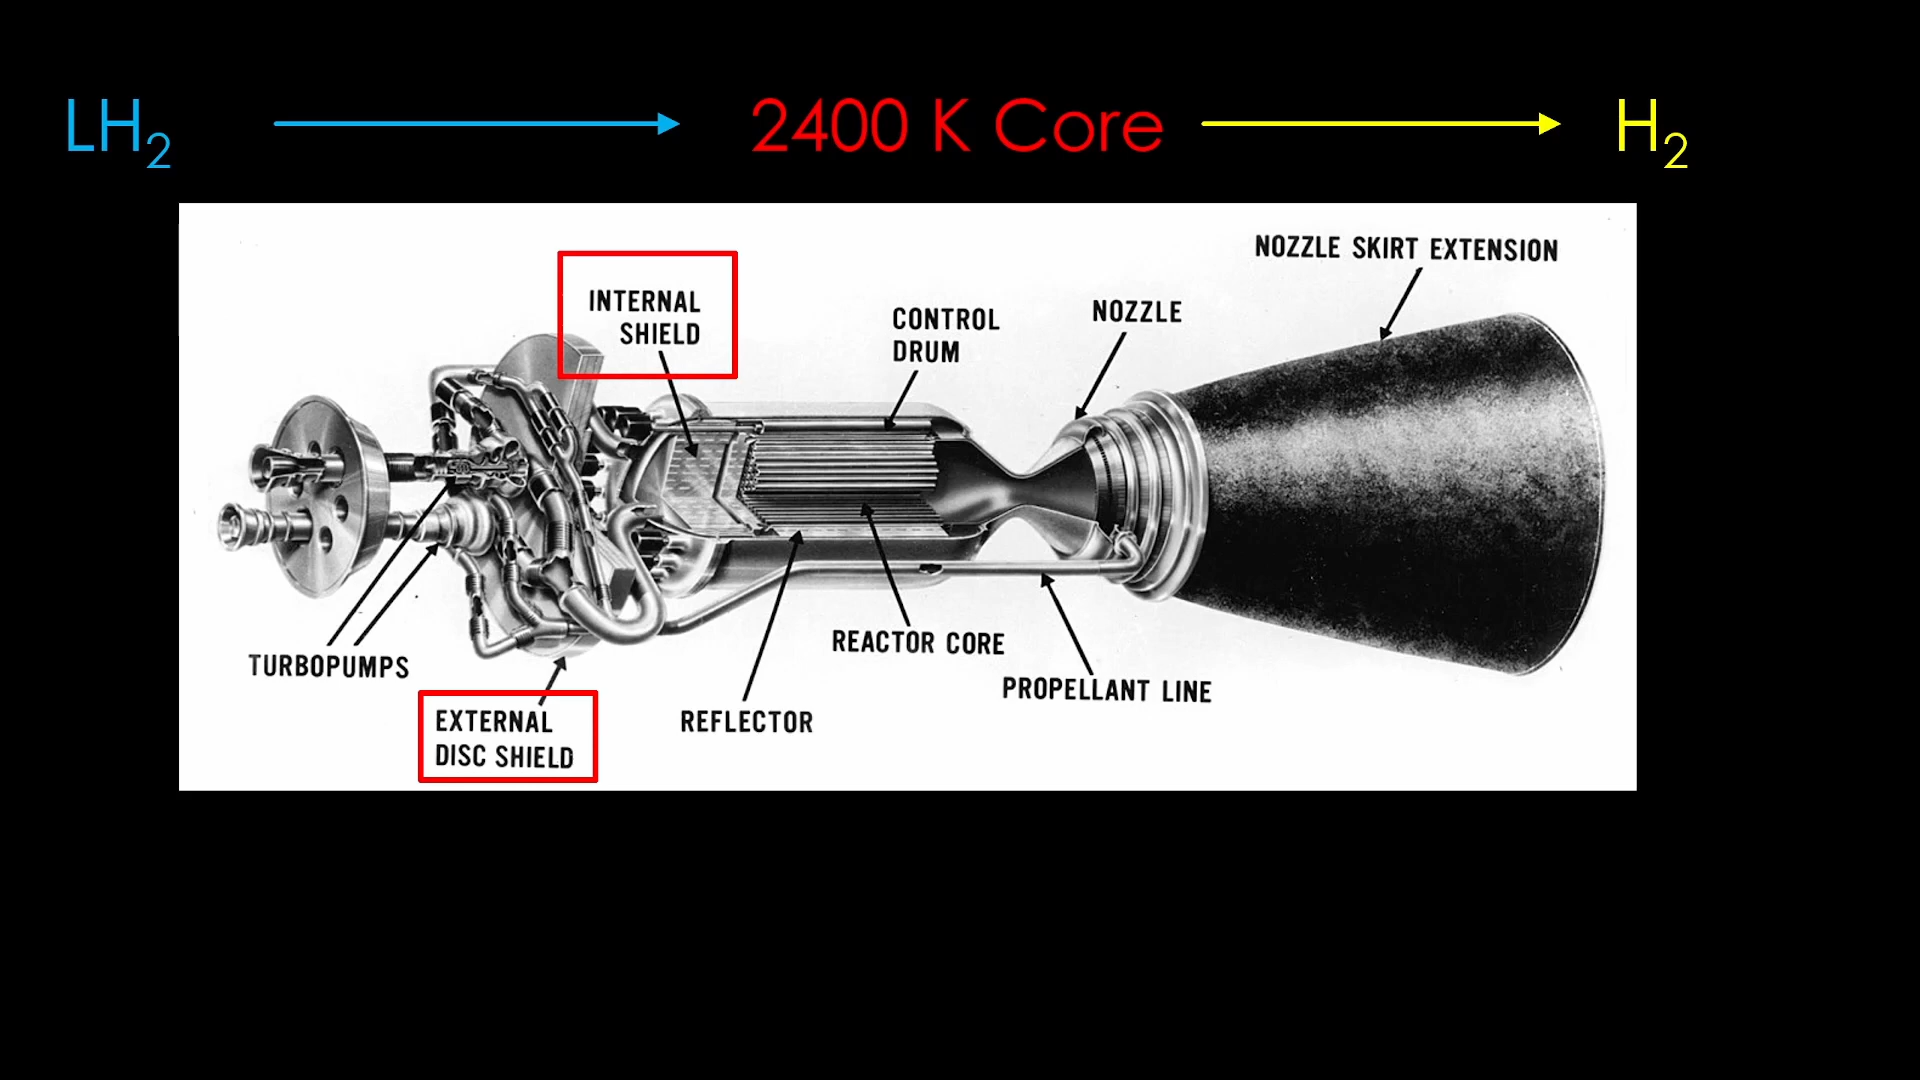 LH₂ 2400 K Core H₂
NOZZLE SKIRT EXTENSION
INTERNAL
SHIELD
CONTROL
DRUM
NOZZLE
TURBOPUMPS
EXTERNAL
DISC SHIELD
REFLECTOR
REACTOR CORE
PROPELLANT LINE